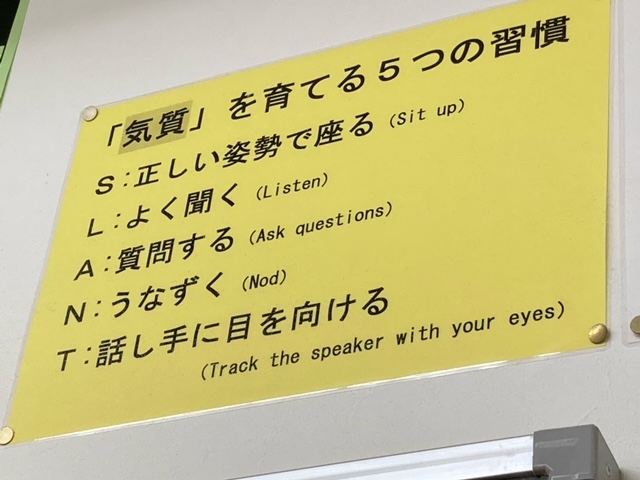 「気質」を育てる5つの習慣
S:正しい姿勢で座る (Sit up)
L:よく聞く (Listen)
A:質問する (Ask questions)
N:うなずく (Nod)
T:話し手に目を向ける
(Track the speaker with your eyes)